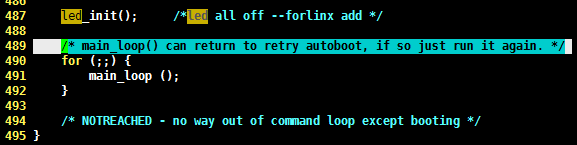 487     led_init();     /*led all off --forlinx add */
488
489     /* main_loop() can return to retry autoboot, if so just run it again. */
490     for (;;) {
491         main_loop ();
492     }
493
494     /* NOTREACHED - no way out of command loop except booting */
495 }